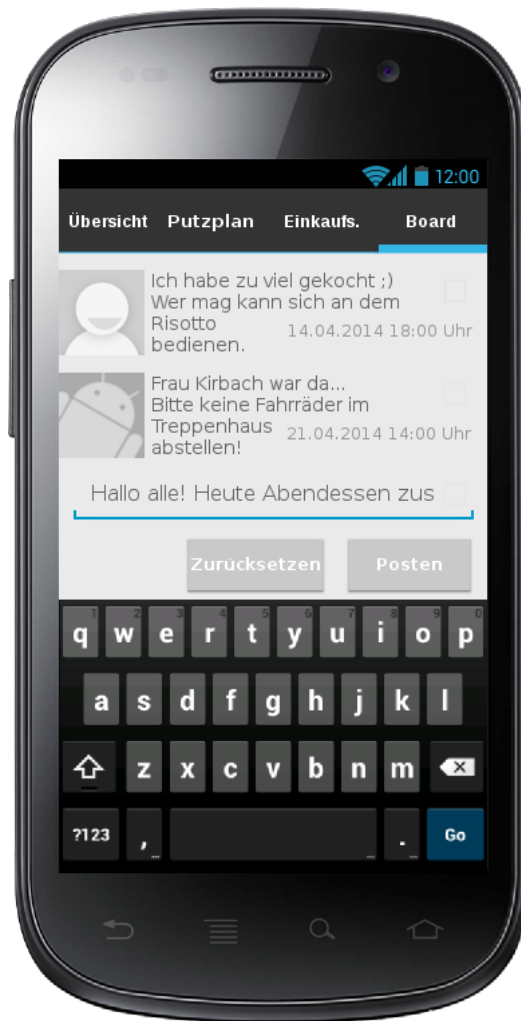 12:00
Übersicht Putzplan Einkaufs. Board
Ich habe zu viel gekocht ;)
Wer mag kann sich an dem
Risotto
bedienen.
14.04.2014 18:00 Uhr
Frau Kirbach war da...
Bitte keine Fahrräder im
Treppenhaus
abstellen!
21.04.2014 14:00 Uhr
Hallo alle! Heute Abendessen zus
Zurücksetzen Posten
1 2 3 4 5 6 7 8 9 0
q w e r t y u i o p
a s d f g h j k l
z x c v b n m
?123 , ... _ . _ Go